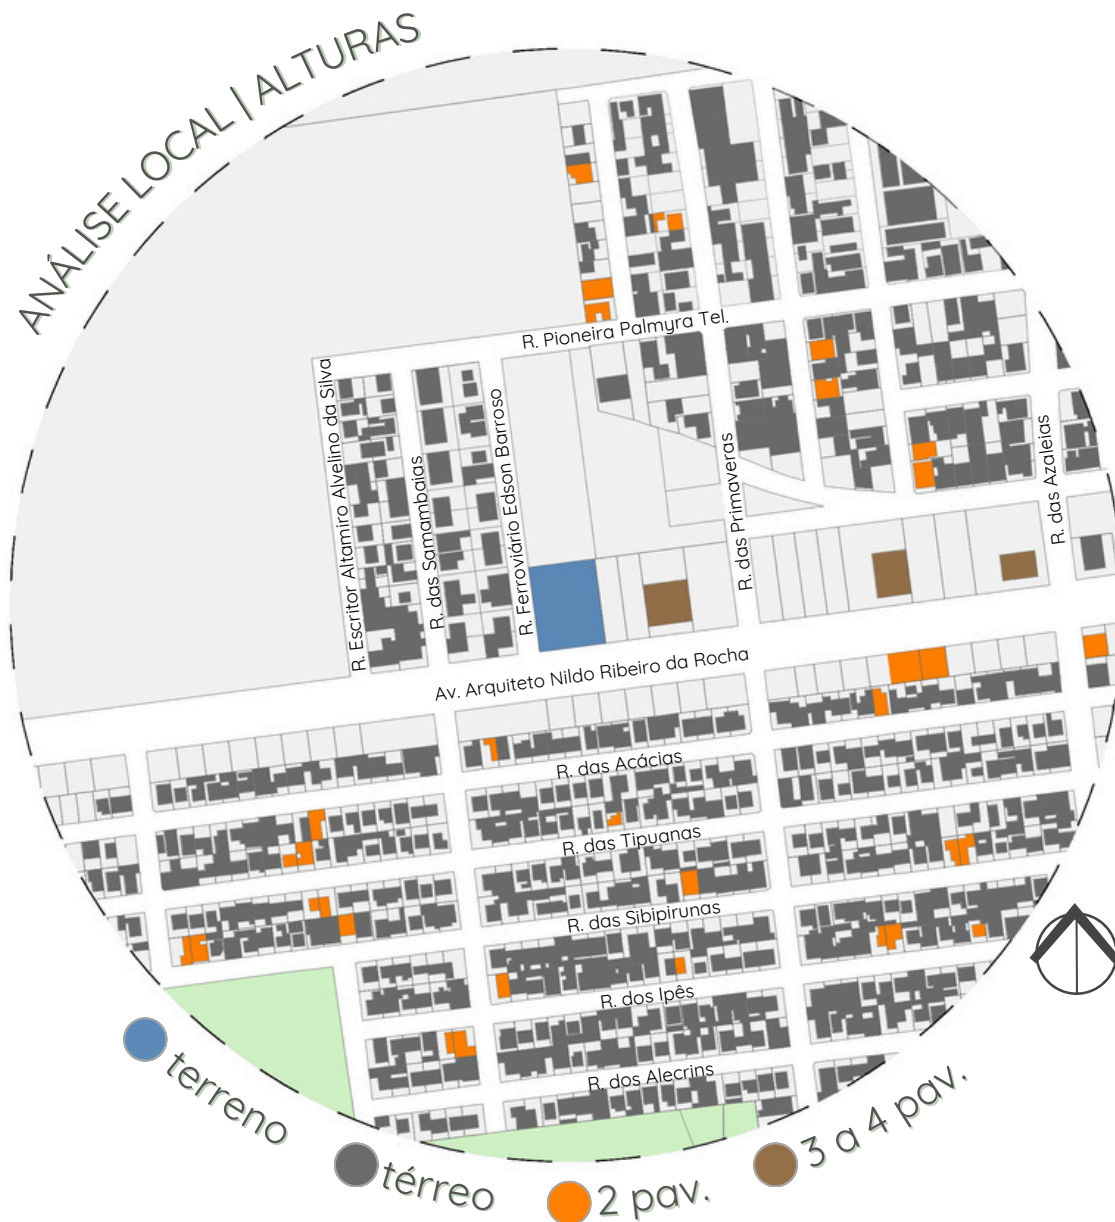 ANÁLISE LOCAL | ALTURAS
R. Pioneira Palmyra Tel.
R. Escritor Altamiro Alvelino da Silva
R. das Samambaias
R. Ferroviário Edson Barroso
R. das Primaveras
R. das Azaleias
Av. Arquiteto Nildo Ribeiro da Rocha
R. das Acácias
R. das Tipuanas
R. das Sibipirunas
R. dos Ipês
R. dos Alecrins
terreno
térreo
2 pav.
3 a 4 pav.